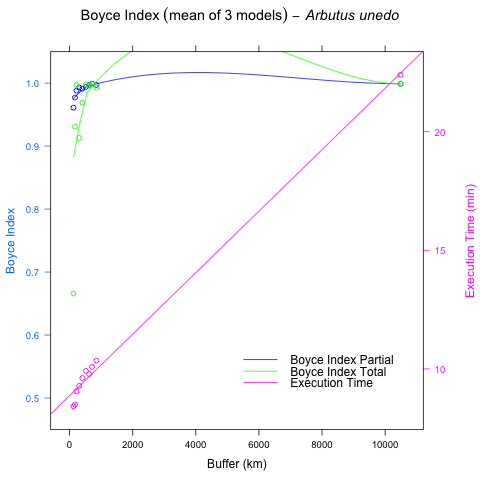 Boyce Index (mean of 3 models) – Arbutus unedo
1.0
0.9
0.8
0.7
0.6
0.5
Boyce Index
20
15
10
Execution Time (min)
Boyce Index Partial
Boyce Index Total
Execution Time
0 2000 4000 6000 8000 10000
Buffer (km)